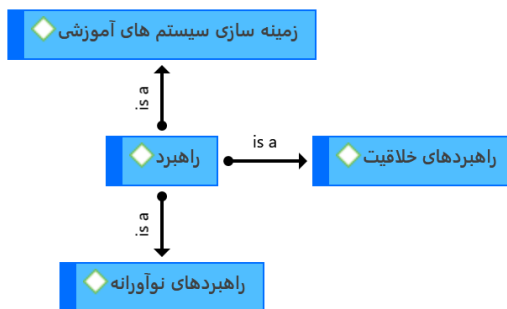 زمینه سازی سیستم های آموزشی
is a
راهبرد
is a
راهبردهای خلاقیت
is a
راهبردهای نوآورانه